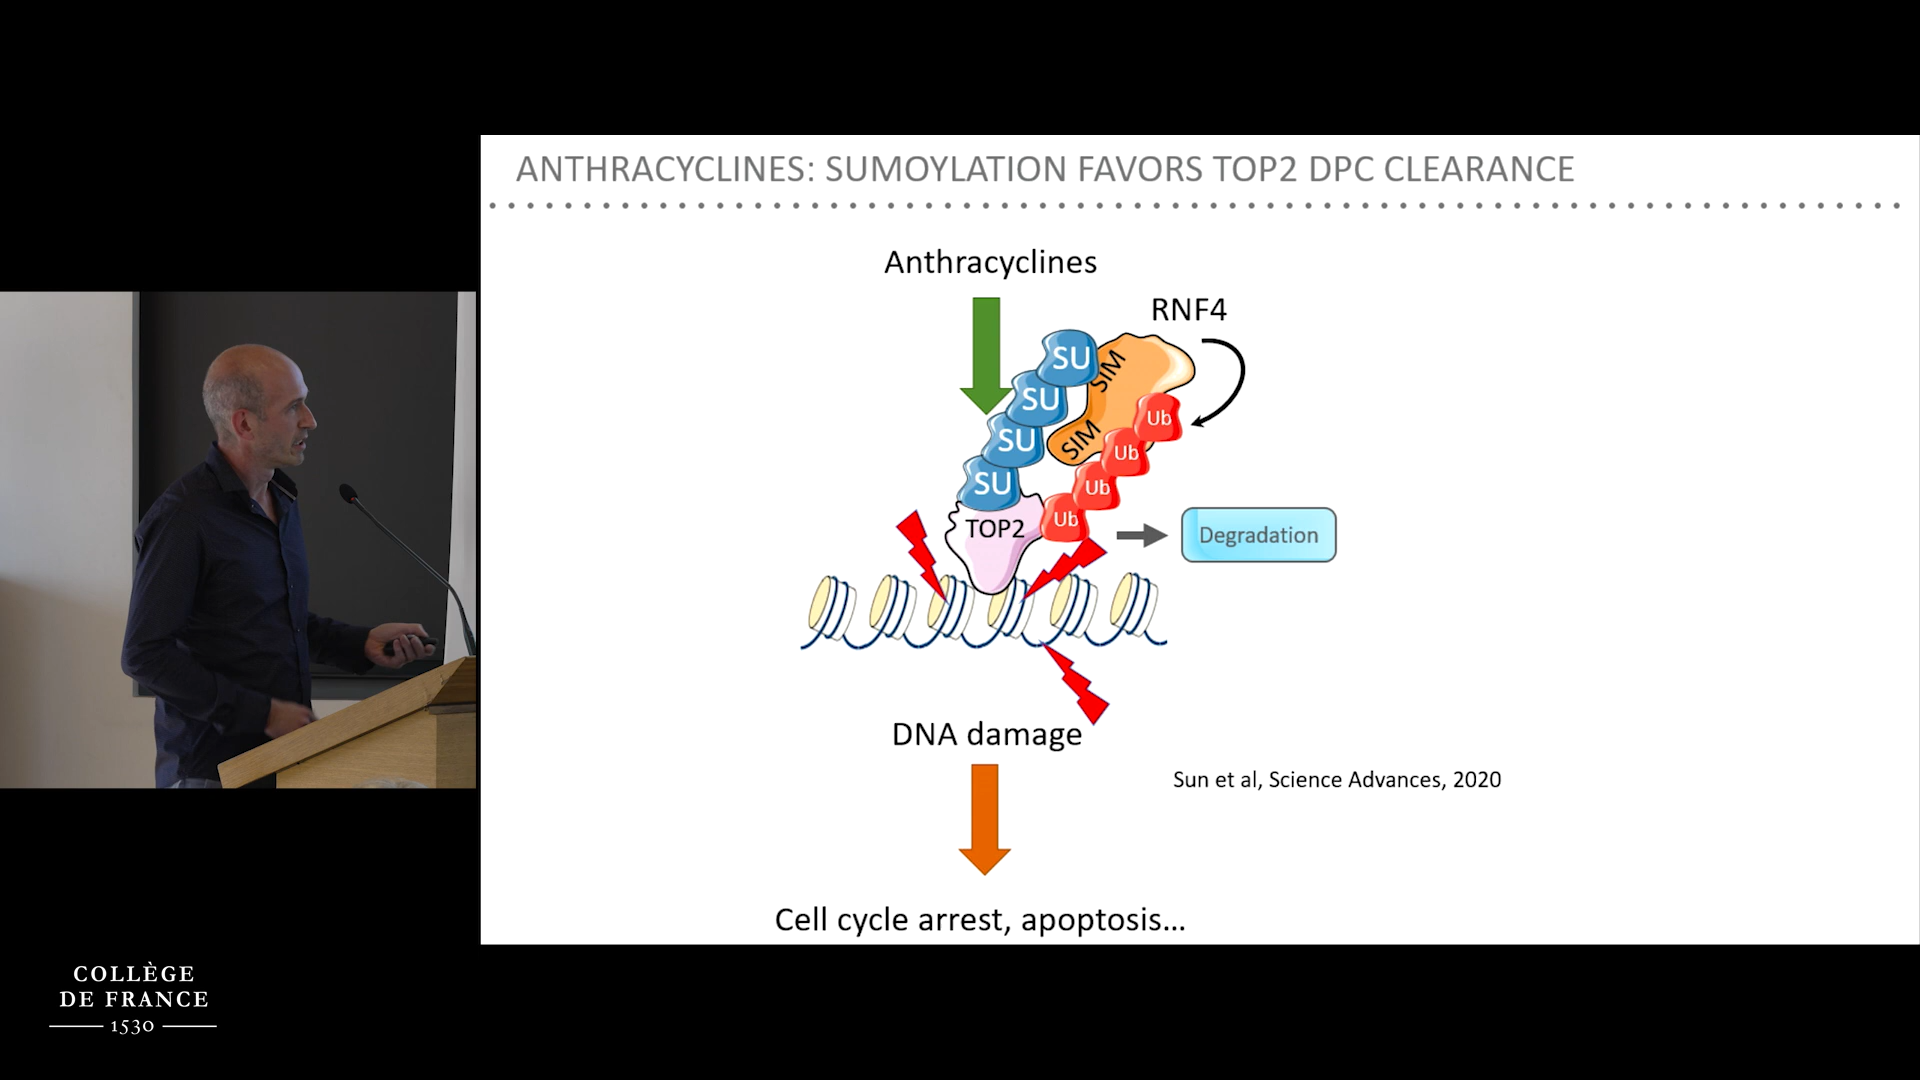 ANTHRACYCLINES: SUMOYLATION FAVORS TOP2 DPC CLEARANCE
Anthracyclines
RNF4
SU
SIM
SU
Ub
SU
SIM
Ub
SU
Ub
TOP2
Ub
Degradation
DNA damage
Sun et al, Science Advances, 2020
Cell cycle arrest, apoptosis...
COLLÈGE
DE FRANCE
1530